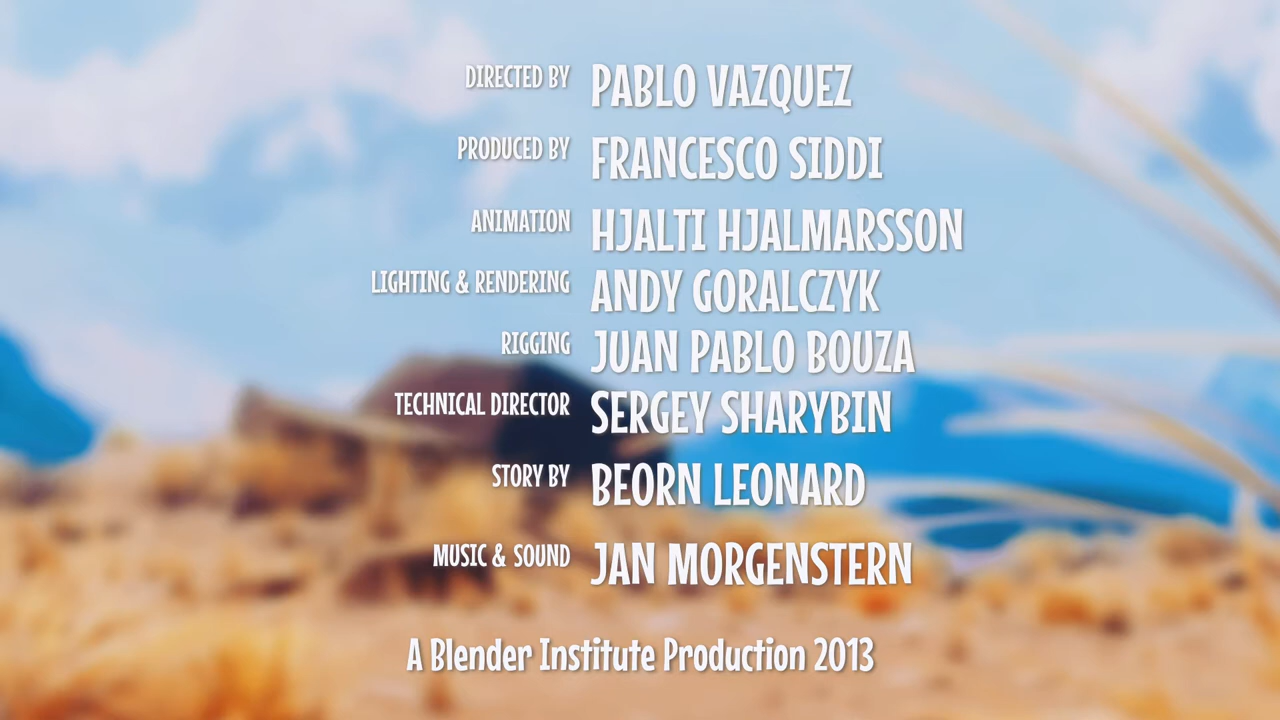 DIRECTED BY PABLO VAZQUEZ
PRODUCED BY FRANCESCO SIDDI
ANIMATION HJALTI HJALMARSSON
LIGHTING & RENDERING ANDY GORALCZYK
RIGGING JUAN PABLO BOUZA
TECHNICAL DIRECTOR SERGEY SHARYBIN
STORY BY BEORN LEONARD
MUSIC & SOUND JAN MORGENSTERN
A Blender Institute Production 2013